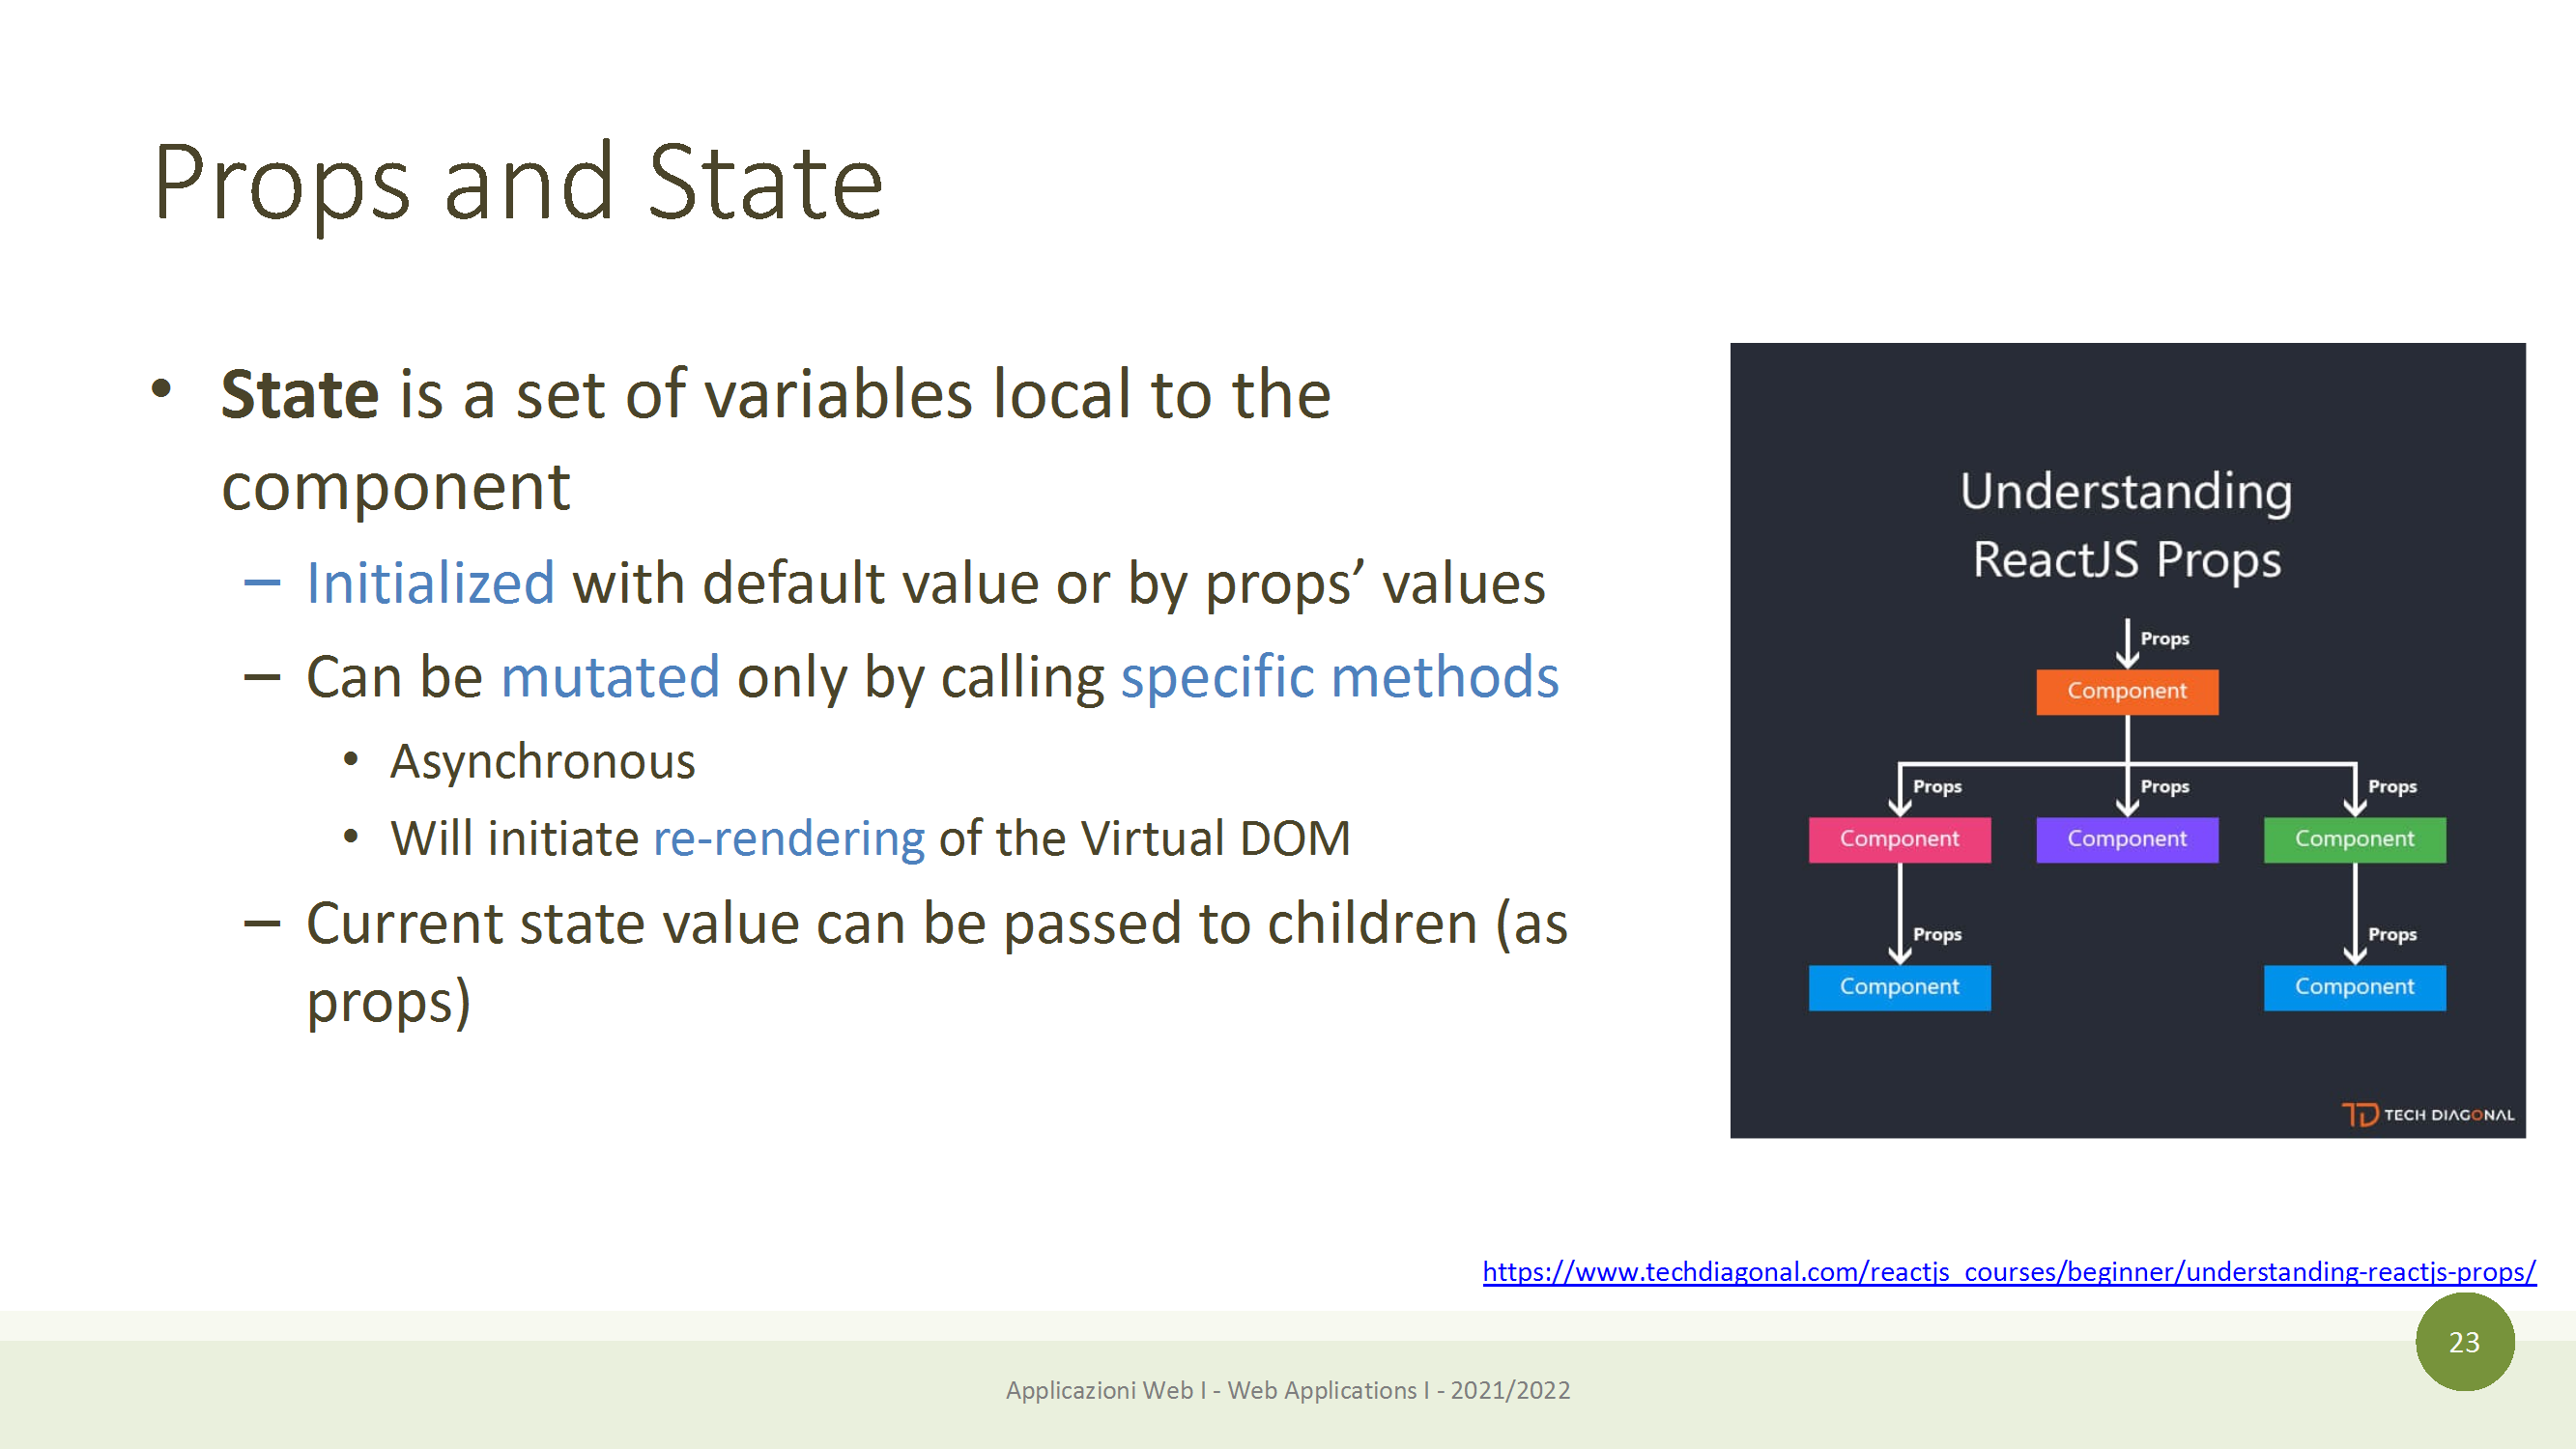 Props and State
• State is a set of variables local to the
component
– Initialized with default value or by props’ values
– Can be mutated only by calling specific methods
• Asynchronous
• Will initiate re-rendering of the Virtual DOM
– Current state value can be passed to children (as
props)
Understanding
ReactJS Props
Props
Component
Props Props Props
Component Component Component
Props Props
Component Component
TD TECH DIAGONAL
https://www.techdiagonal.com/reactjs_courses/beginner/understanding-reactjs-props/
23
Applicazioni Web I - Web Applications I - 2021/2022